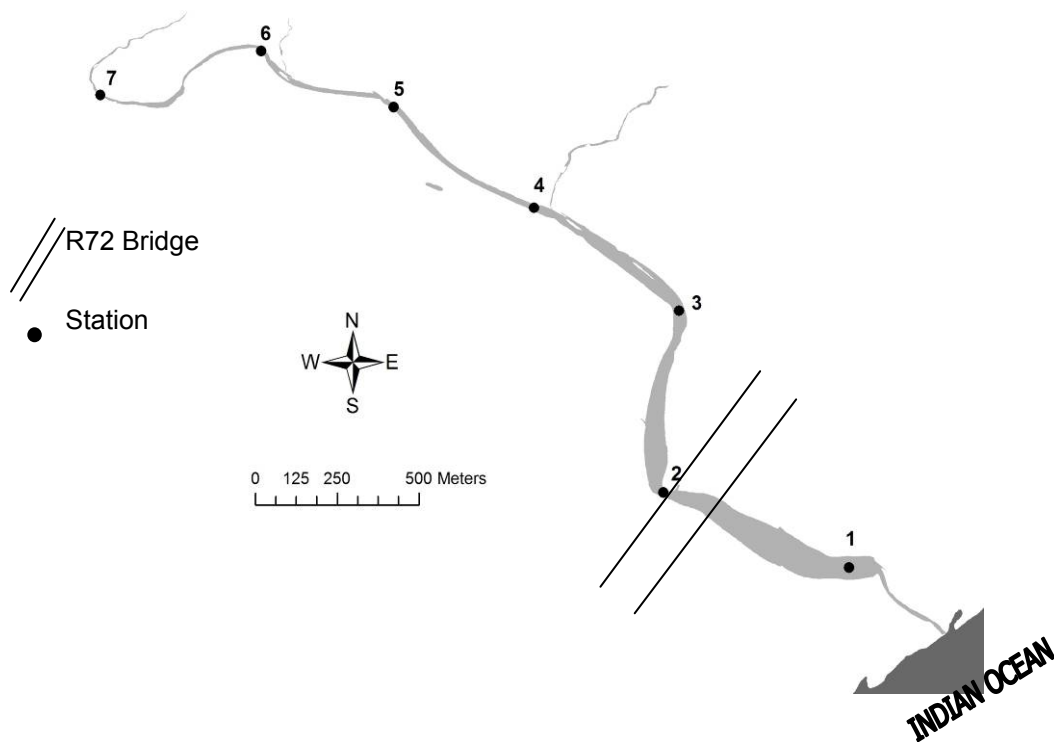 6
7
5
4
R72 Bridge
3
Station
N
W E
S
2
0 125 250 500 Meters
1
INDIAN OCEAN